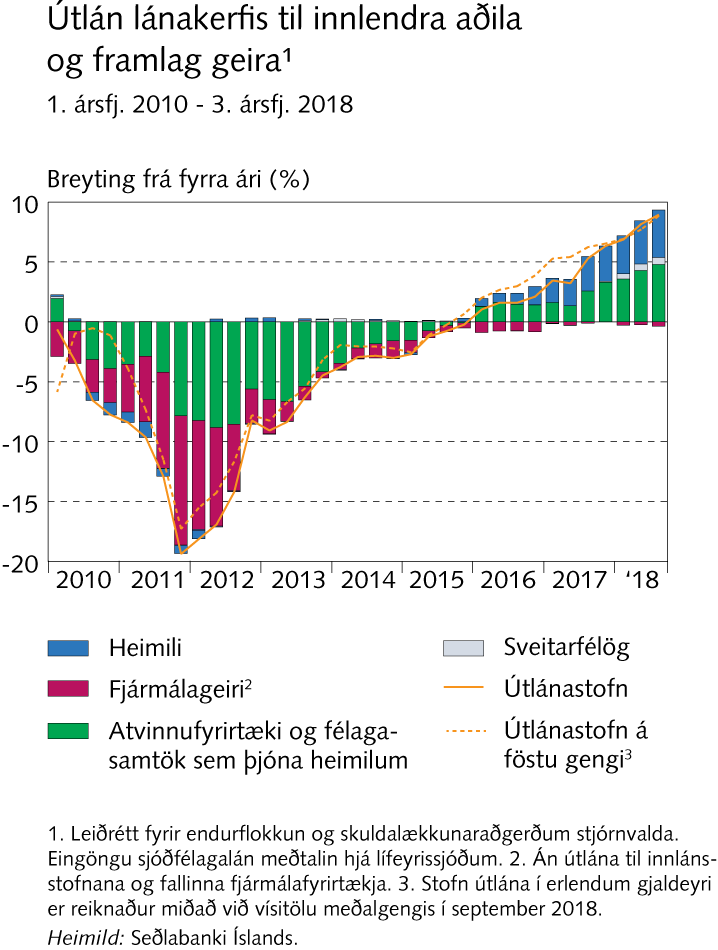 Útlán lánakerfis til innlendra aðila
og framlag geira¹
1. ársfj. 2010 - 3. ársfj. 2018
Breyting frá fyrra ári (%)
10
5
0
-5
-10
-15
-20
2010 2011 2012 2013 2014 2015 2016 2017 ‘18
Heimili
Fjármálageiri²
Atvinnufyrirtæki og félaga-
samtök sem þjóna heimilum
Sveitarfélög
Útlánastofn
Útlánastofn á
föstu gengi³
1. Leiðrétt fyrir endurflokkun og skuldalækkunaraðgerðum stjórnvalda.
Eingöngu sjóðfélagalán meðtalin hjá lífeyrissjóðum. 2. Án útlána til innláns-
stofnana og fallinna fjármálafyrirtækja. 3. Stofn útlána í erlendum gjaldeyri
er reiknaður miðað við vísitölu meðalgengis í september 2018.
Heimild: Seðlabanki Íslands.